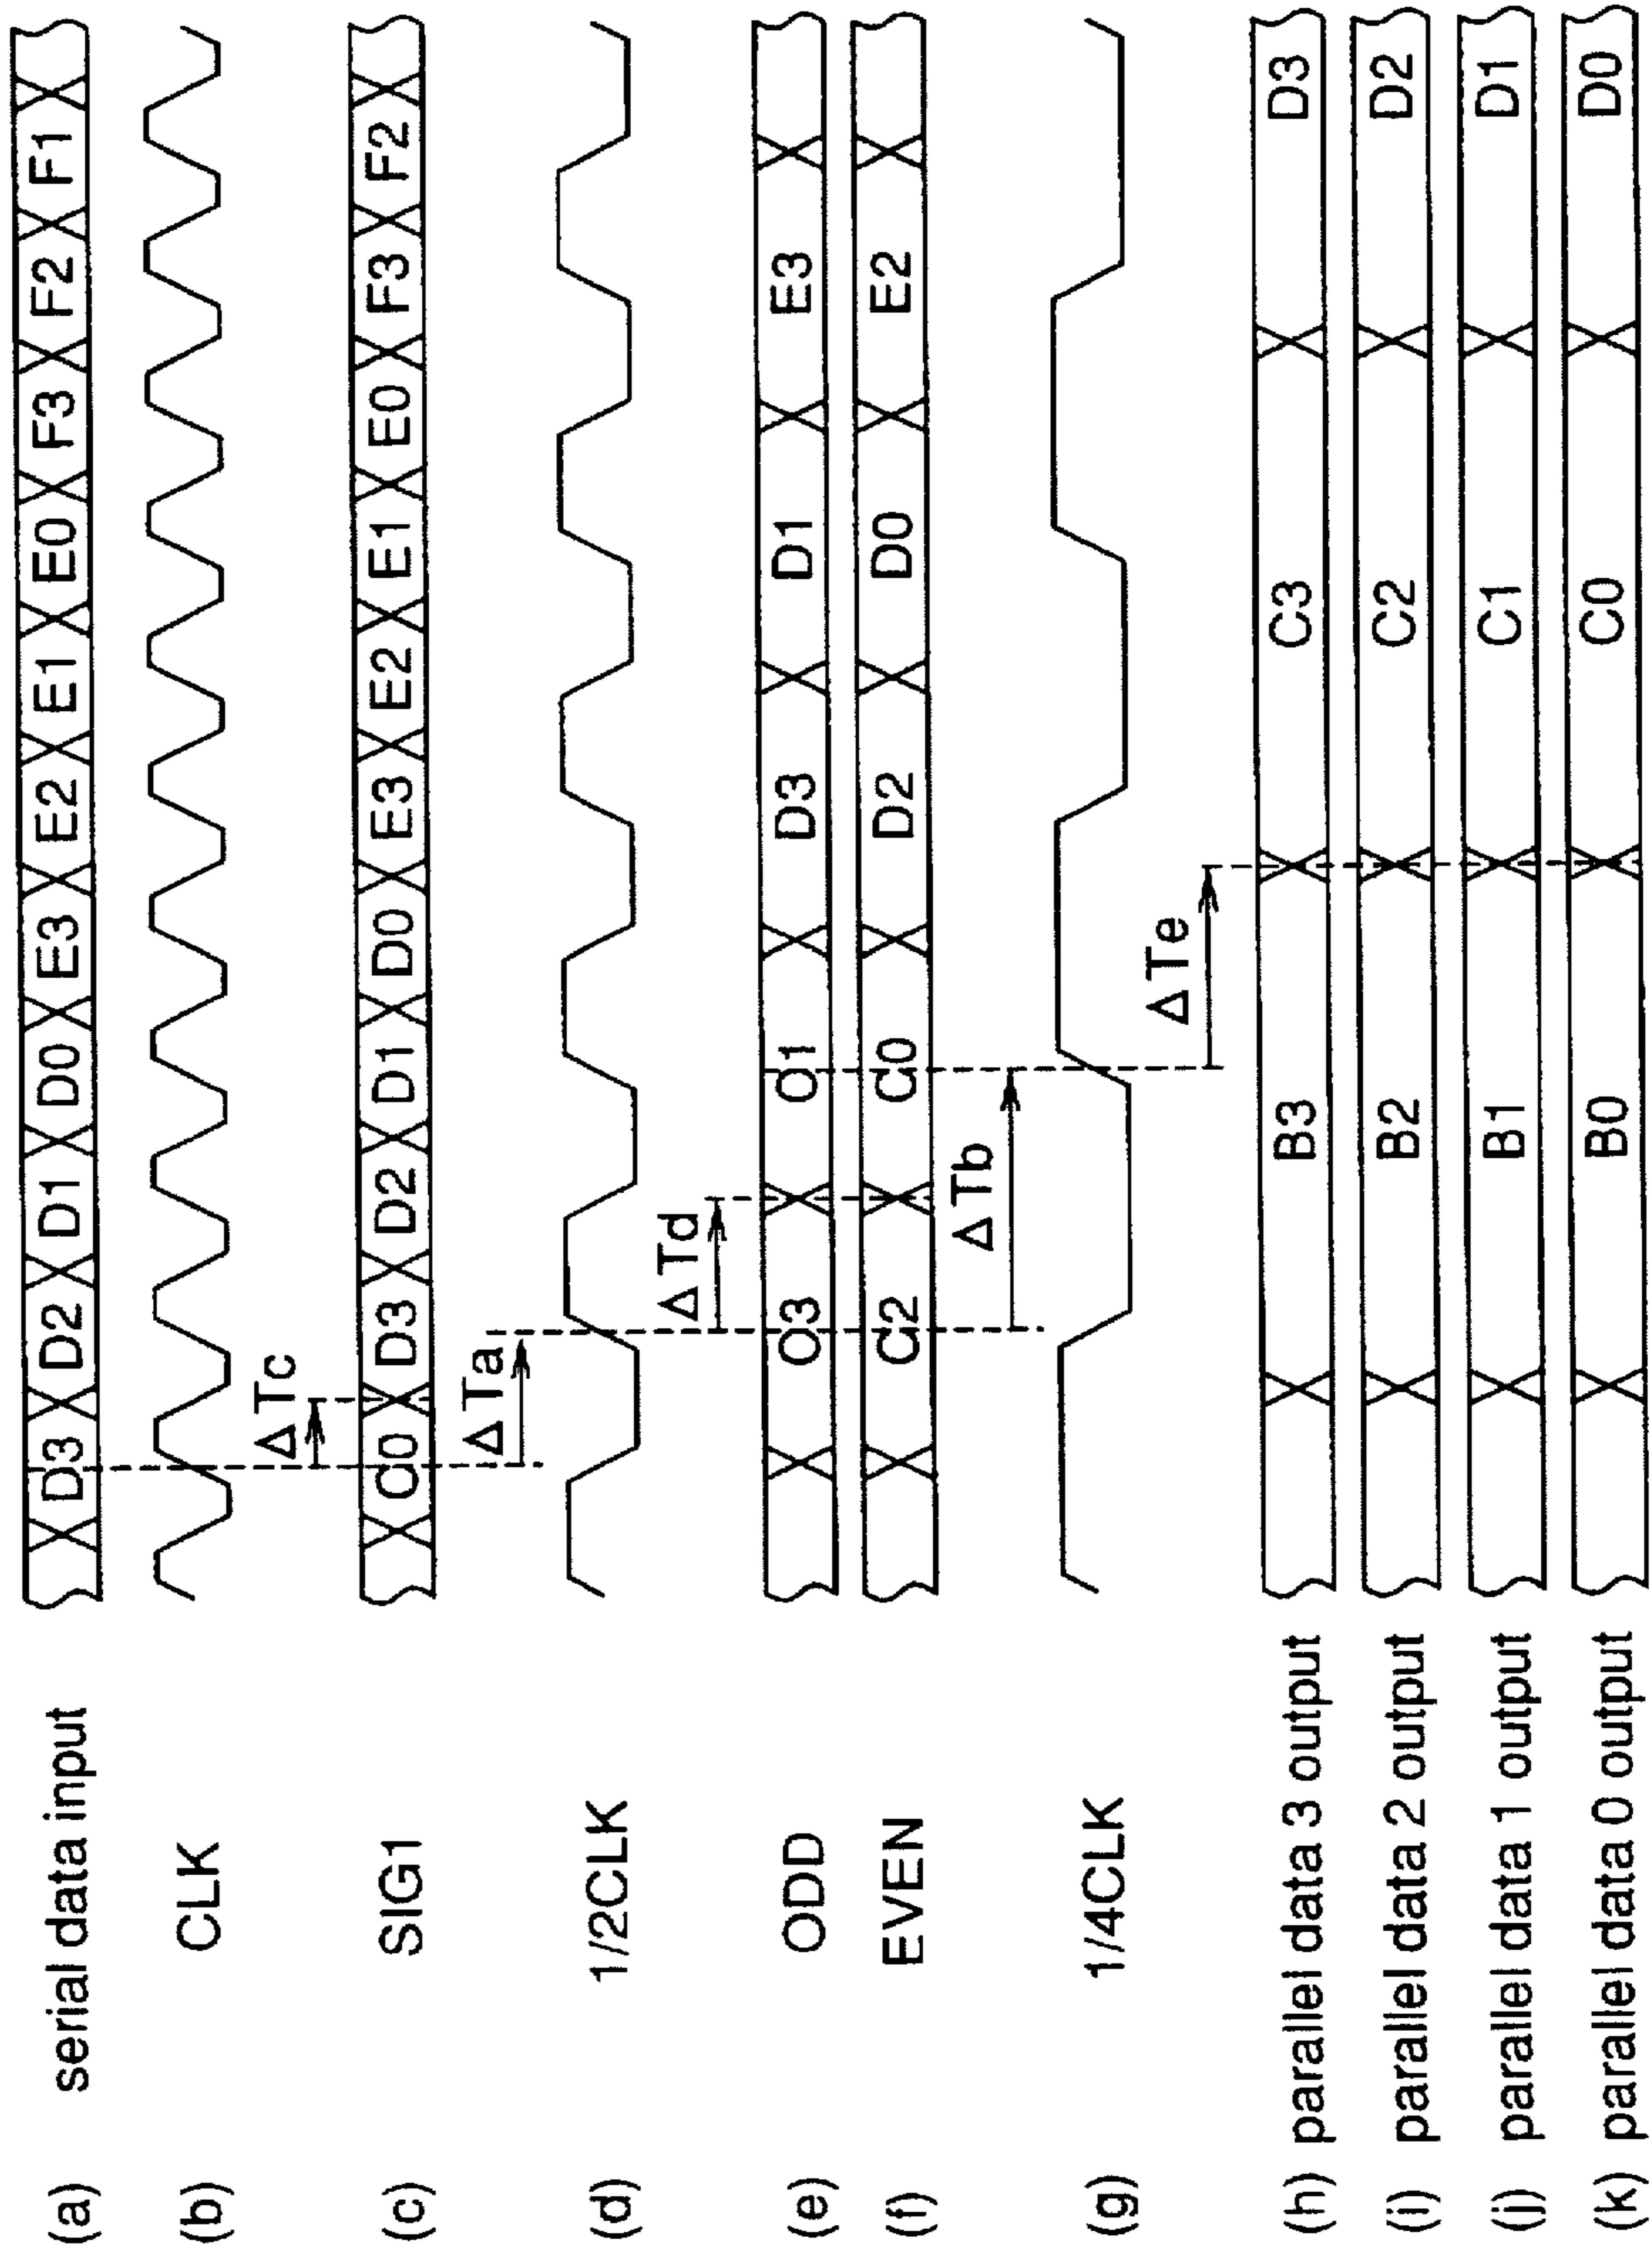 (a) serial data input D3 D2 D1 D0 E3 E2 E1 E0 F3 F2 F1
(b) CLK
ΔTc
(c) SIG1 C0 D3 D2 D1 D0 E3 E2 E1 E0 F3 F2
ΔTa
(d) 1/2CLK
ΔTd
(e) ODD O3 O1 D3 D1 E3
(f) EVEN C2 C0 D2 D0 E2
ΔTb
(g) 1/4CLK
ΔTe
(h) parallel data 3 output B3 C3 D3
(i) parallel data 2 output B2 C2 D2
(j) parallel data 1 output B1 C1 D1
(k) parallel data 0 output B0 C0 D0